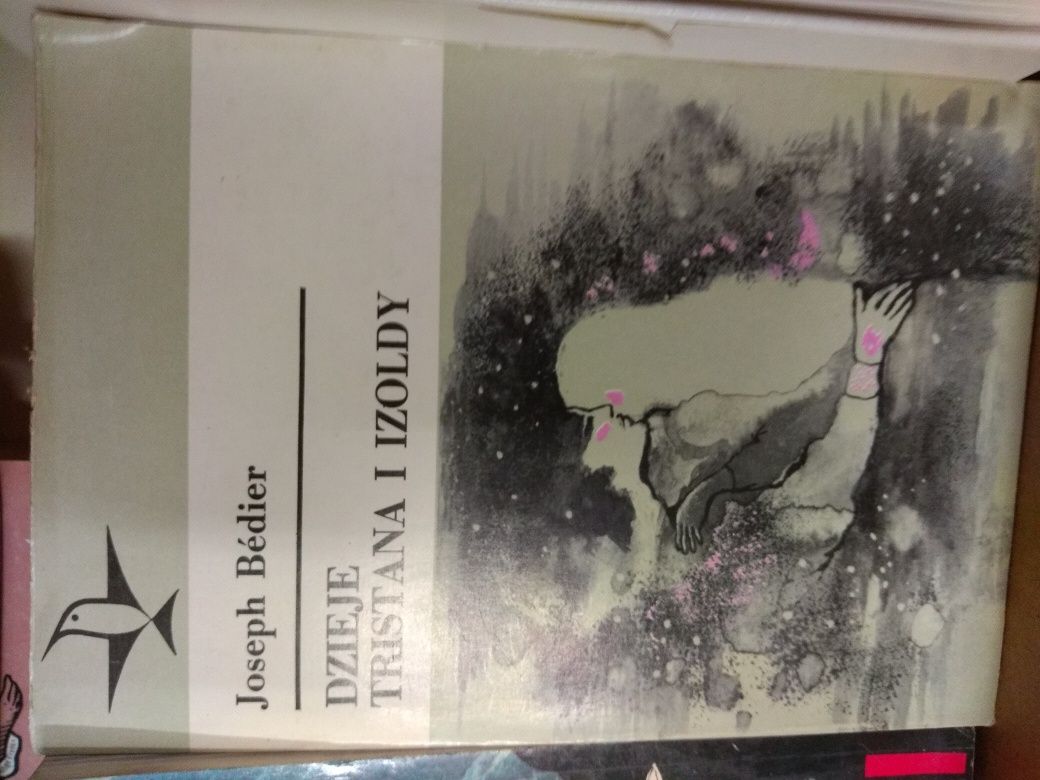 Joseph Bédier
DZIEJE
TRISTANA I IZOLDY